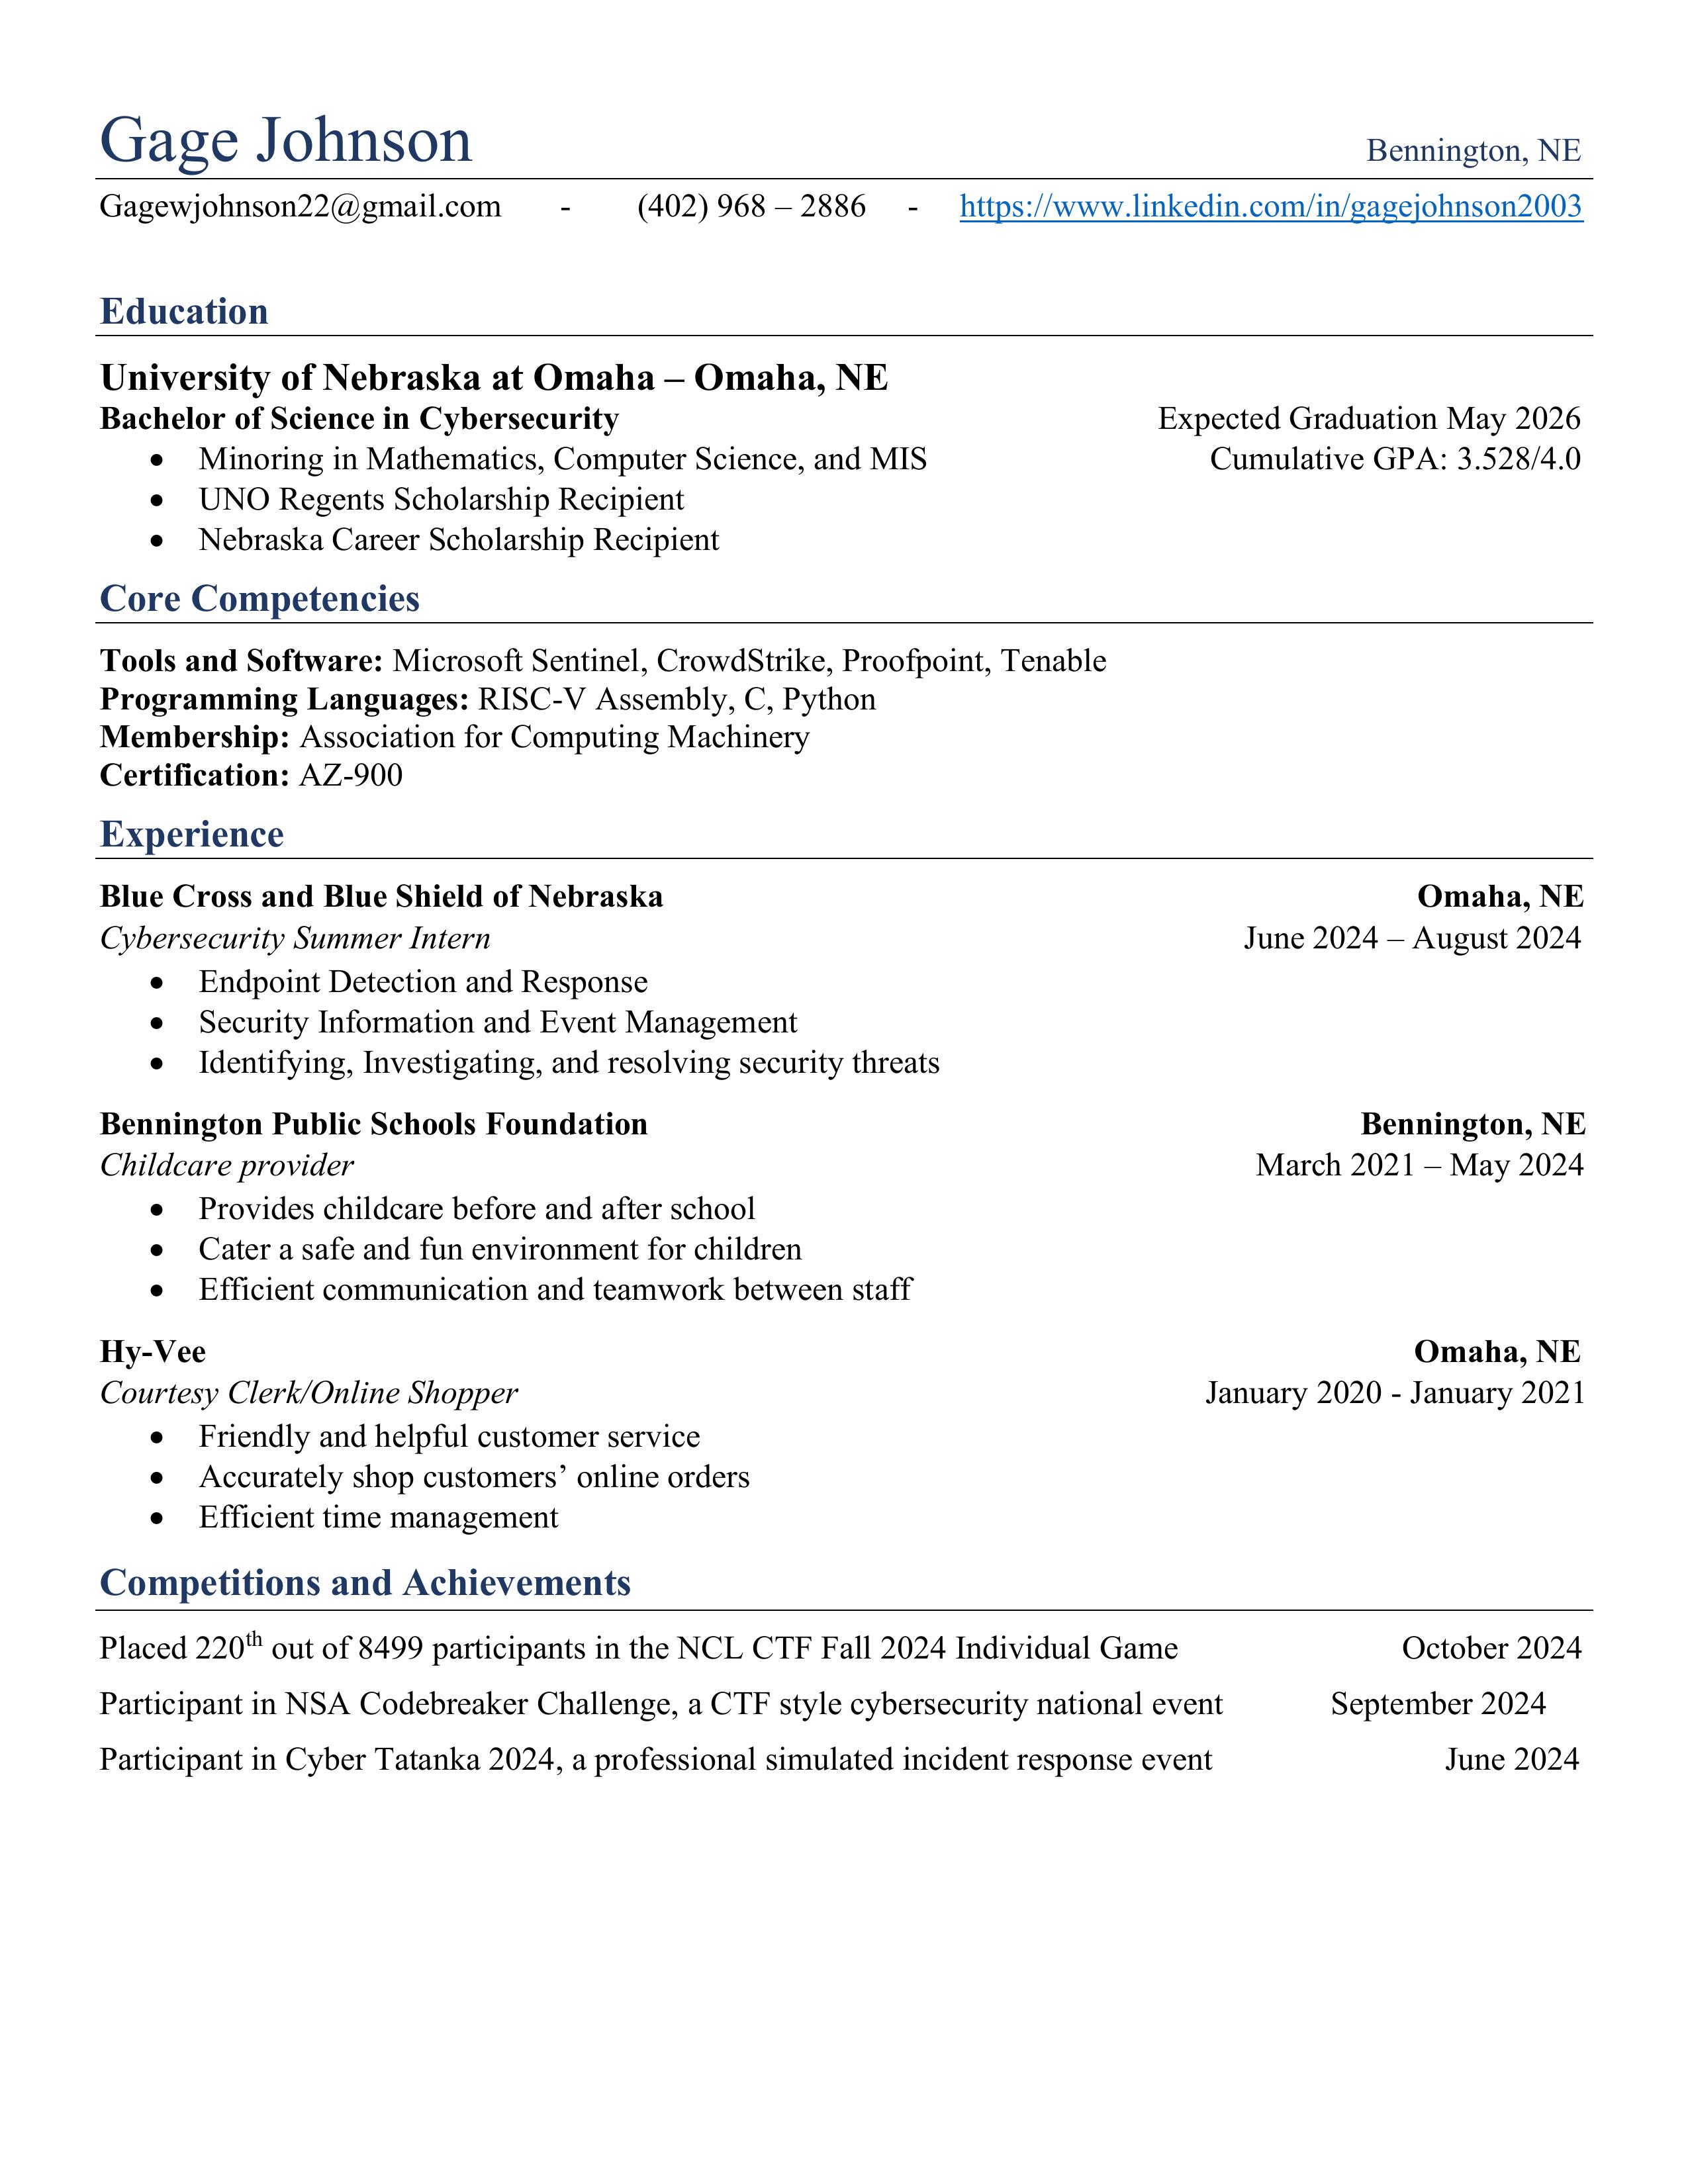 Gage Johnson Bennington, NE
Gagewjohnson22@gmail.com - (402) 968 – 2886 - https://www.linkedin.com/in/gagejohnson2003
Education
University of Nebraska at Omaha – Omaha, NE
Bachelor of Science in Cybersecurity Expected Graduation May 2026
• Minoring in Mathematics, Computer Science, and MIS Cumulative GPA: 3.528/4.0
• UNO Regents Scholarship Recipient
• Nebraska Career Scholarship Recipient
Core Competencies
Tools and Software: Microsoft Sentinel, CrowdStrike, Proofpoint, Tenable
Programming Languages: RISC-V Assembly, C, Python
Membership: Association for Computing Machinery
Certification: AZ-900
Experience
Blue Cross and Blue Shield of Nebraska Omaha, NE
Cybersecurity Summer Intern June 2024 – August 2024
• Endpoint Detection and Response
• Security Information and Event Management
• Identifying, Investigating, and resolving security threats
Bennington Public Schools Foundation Bennington, NE
Childcare provider March 2021 – May 2024
• Provides childcare before and after school
• Cater a safe and fun environment for children
• Efficient communication and teamwork between staff
Hy-Vee Omaha, NE
Courtesy Clerk/Online Shopper January 2020 - January 2021
• Friendly and helpful customer service
• Accurately shop customers’ online orders
• Efficient time management
Competitions and Achievements
Placed 220th out of 8499 participants in the NCL CTF Fall 2024 Individual Game October 2024
Participant in NSA Codebreaker Challenge, a CTF style cybersecurity national event September 2024
Participant in Cyber Tatanka 2024, a professional simulated incident response event June 2024